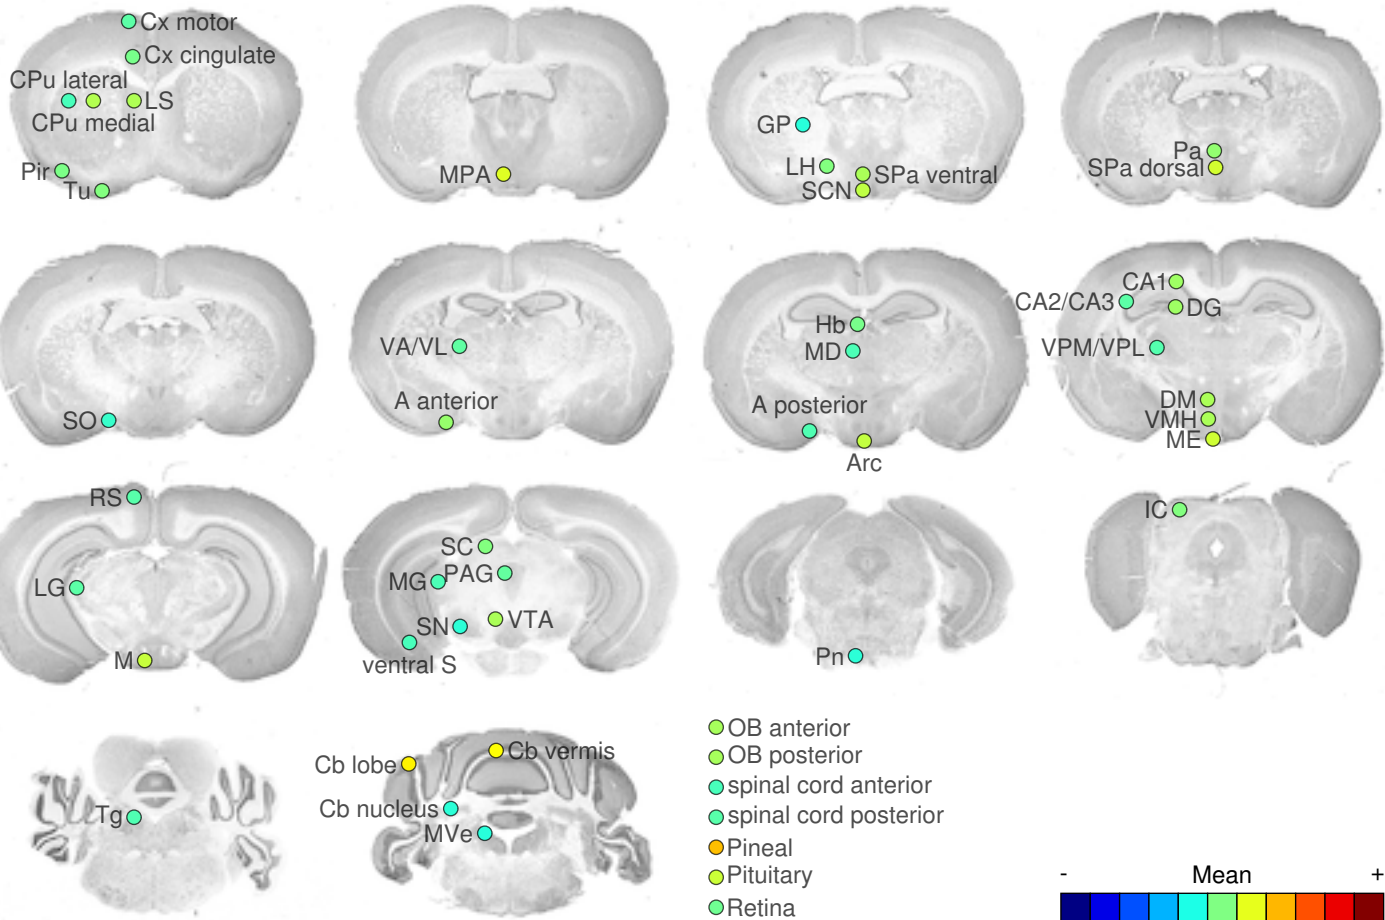 Cx motor
Cx cingulate
CPu lateral
LS
CPu medial
Pir
Tu
MPA
GP
LH
SPa ventral
SCN
Pa
SPa dorsal
SO
VA/VL
A anterior
Hb
MD
A posterior
Arc
CA1
CA2/CA3
DG
VPM/VPL
DM
VMH
ME
RS
LG
M
SC
MG
PAG
SN
VTA
ventral S
Pn
IC
Tg
Cb lobe
Cb vermis
Cb nucleus
MVe
OB anterior
OB posterior
spinal cord anterior
spinal cord posterior
Pineal
Pituitary
Retina
- Mean +